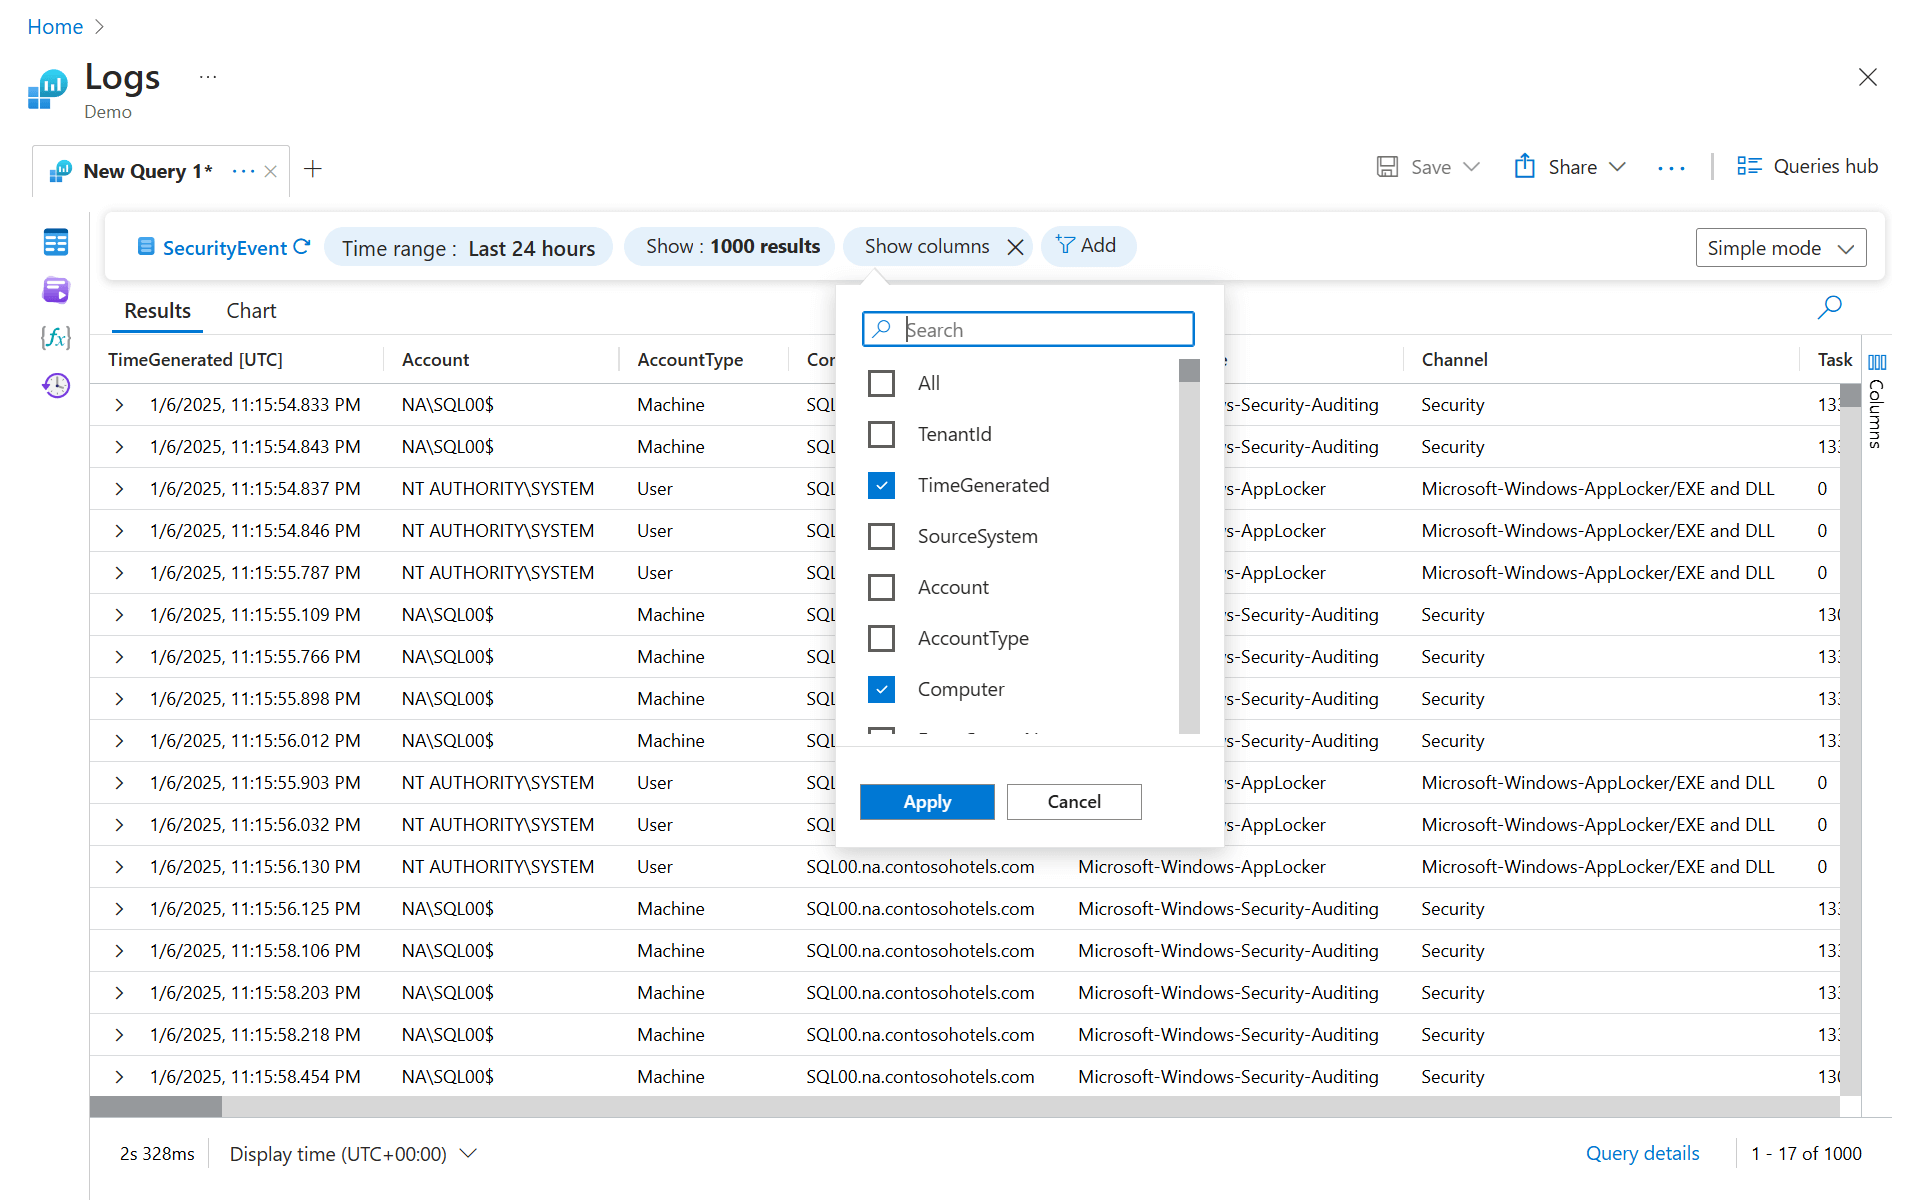 Home
Logs ...
Demo
New Query 1* ...
Save Share ... Queries hub
SecurityEvent Time range : Last 24 hours Show : 1000 results Show columns Add Simple mode
Results Chart
Search
TimeGenerated [UTC] Account AccountType Channel Task
Columns
All
TenantId
TimeGenerated
SourceSystem
Account
AccountType
Computer
Apply Cancel
1/6/2025, 11:15:54.833 PM NA\SQL00$ Machine SQL s-Security-Auditing Security 13
1/6/2025, 11:15:54.843 PM NA\SQL00$ Machine SQL s-Security-Auditing Security 13
1/6/2025, 11:15:54.837 PM NT AUTHORITY\SYSTEM User SQL s-AppLocker Microsoft-Windows-AppLocker/EXE and DLL 0
1/6/2025, 11:15:54.846 PM NT AUTHORITY\SYSTEM User SQL s-AppLocker Microsoft-Windows-AppLocker/EXE and DLL 0
1/6/2025, 11:15:55.787 PM NT AUTHORITY\SYSTEM User SQL s-AppLocker Microsoft-Windows-AppLocker/EXE and DLL 0
1/6/2025, 11:15:55.109 PM NA\SQL00$ Machine SQL s-Security-Auditing Security 130
1/6/2025, 11:15:55.766 PM NA\SQL00$ Machine SQL s-Security-Auditing Security 13
1/6/2025, 11:15:55.898 PM NA\SQL00$ Machine SQL s-Security-Auditing Security 13
1/6/2025, 11:15:56.012 PM NA\SQL00$ Machine SQL s-Security-Auditing Security 13
1/6/2025, 11:15:55.903 PM NT AUTHORITY\SYSTEM User SQL s-AppLocker Microsoft-Windows-AppLocker/EXE and DLL 0
1/6/2025, 11:15:56.032 PM NT AUTHORITY\SYSTEM User SQL s-AppLocker Microsoft-Windows-AppLocker/EXE and DLL 0
1/6/2025, 11:15:56.130 PM NT AUTHORITY\SYSTEM User SQL00.na.contosohotels.com Microsoft-Windows-AppLocker Microsoft-Windows-AppLocker/EXE and DLL 0
1/6/2025, 11:15:56.125 PM NA\SQL00$ Machine SQL00.na.contosohotels.com Microsoft-Windows-Security-Auditing Security 13
1/6/2025, 11:15:58.106 PM NA\SQL00$ Machine SQL00.na.contosohotels.com Microsoft-Windows-Security-Auditing Security 13
1/6/2025, 11:15:58.203 PM NA\SQL00$ Machine SQL00.na.contosohotels.com Microsoft-Windows-Security-Auditing Security 13
1/6/2025, 11:15:58.218 PM NA\SQL00$ Machine SQL00.na.contosohotels.com Microsoft-Windows-Security-Auditing Security 13
1/6/2025, 11:15:58.454 PM NA\SQL00$ Machine SQL00.na.contosohotels.com Microsoft-Windows-Security-Auditing Security 130
2s 328ms Display time (UTC+00:00) Query details 1 - 17 of 1000